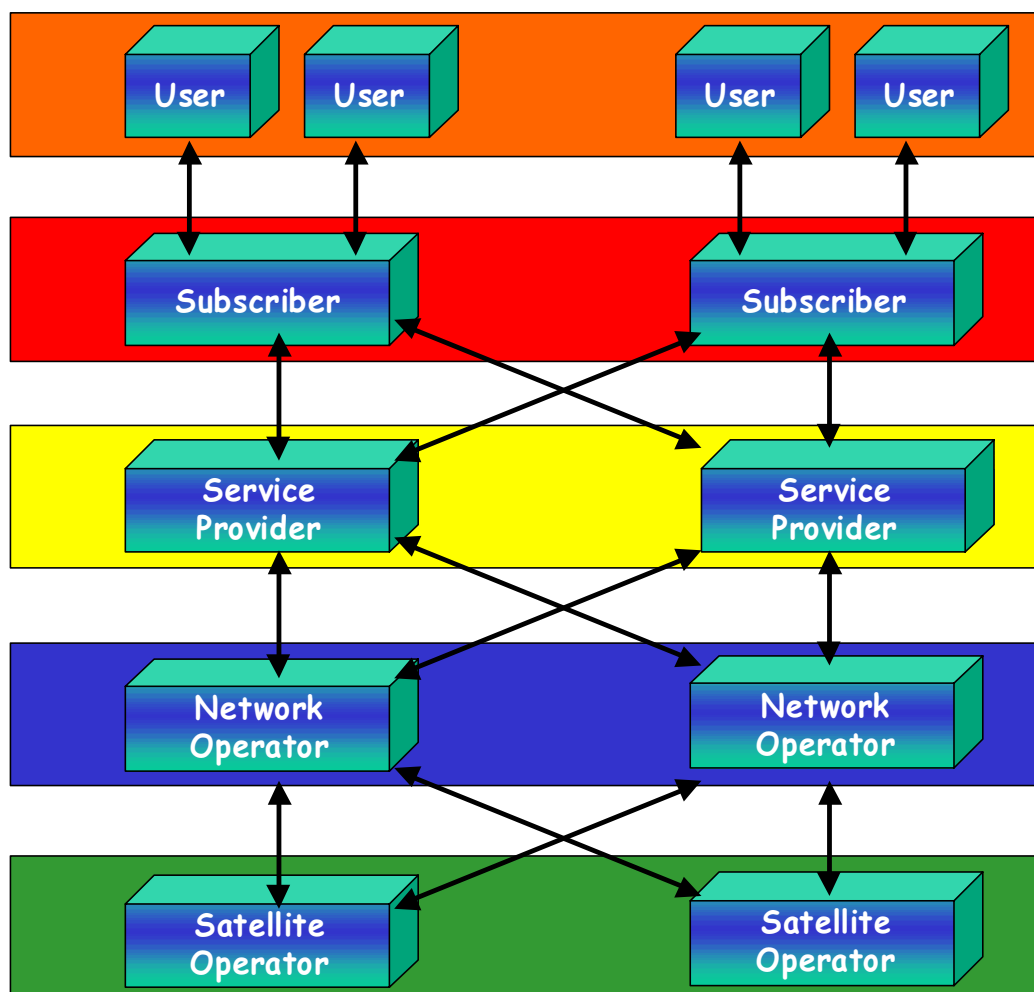 User
User
User
User
Subscriber
Subscriber
Service
Provider
Service
Provider
Network
Operator
Network
Operator
Satellite
Operator
Satellite
Operator